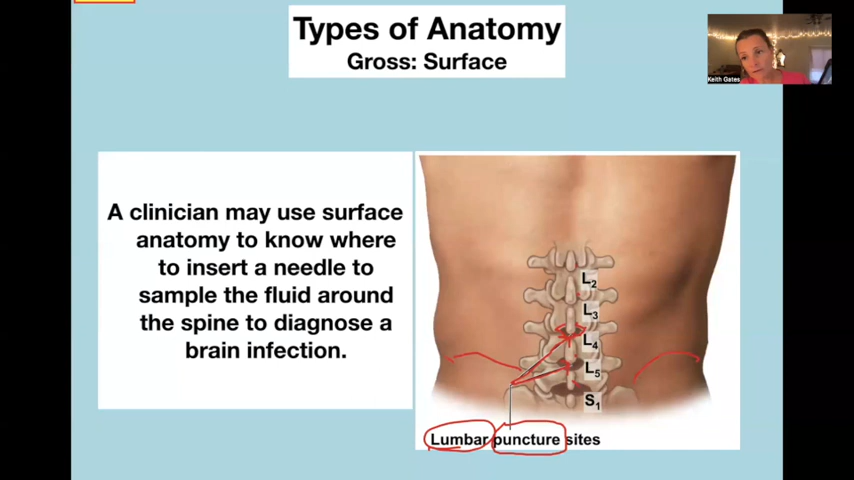 Types of Anatomy
Gross: Surface
Keith Gates
A clinician may use surface
anatomy to know where
to insert a needle to
sample the fluid around
the spine to diagnose a
brain infection.
L2
L3
L4
L5
S1
Lumbar puncture sites